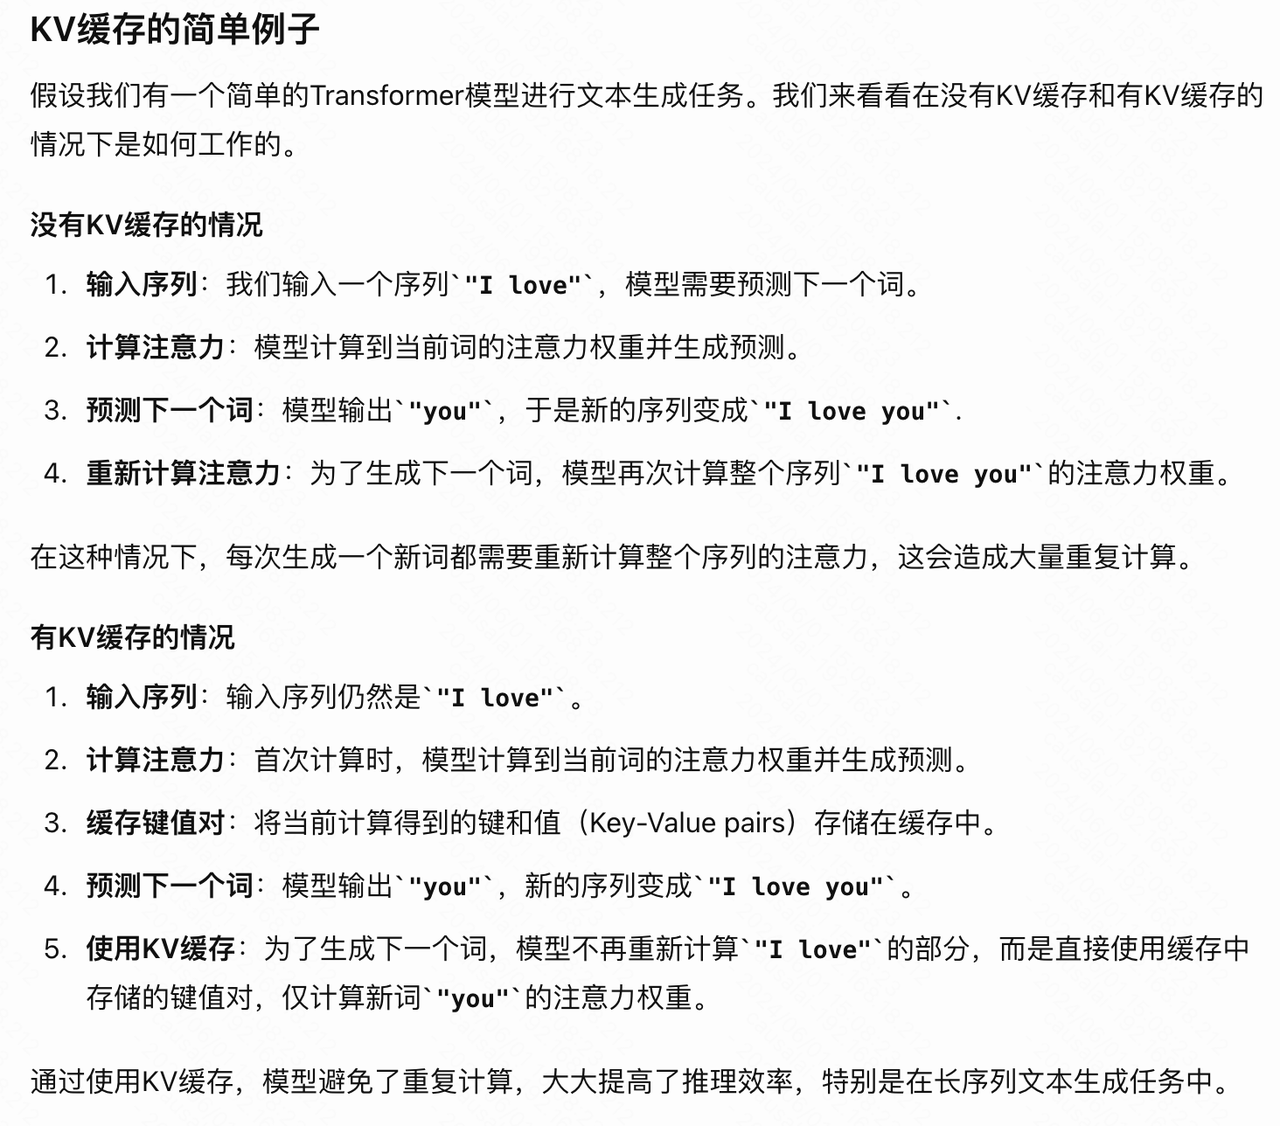 KV缓存的简单例子
假设我们有一个简单的Transformer模型进行文本生成任务。我们来看看在没有KV缓存和有KV缓存的
情况下是如何工作的。
没有KV缓存的情况
1. 输入序列：我们输入一个序列`"I love"`，模型需要预测下一个词。
2. 计算注意力：模型计算到当前词的注意力权重并生成预测。
3. 预测下一个词：模型输出`"you"`，于是新的序列变成`"I love you"`.
4. 重新计算注意力：为了生成下一个词，模型再次计算整个序列`"I love you"`的注意力权重。
在这种情况下，每次生成一个新词都需要重新计算整个序列的注意力，这会造成大量重复计算。
有KV缓存的情况
1. 输入序列：输入序列仍然是`"I love"`。
2. 计算注意力：首次计算时，模型计算到当前词的注意力权重并生成预测。
3. 缓存键值对：将当前计算得到的键和值（Key-Value pairs）存储在缓存中。
4. 预测下一个词：模型输出`"you"`，新的序列变成`"I love you"`。
5. 使用KV缓存：为了生成下一个词，模型不再重新计算`"I love"`的部分，而是直接使用缓存中
存储的键值对，仅计算新词`"you"`的注意力权重。
通过使用KV缓存，模型避免了重复计算，大大提高了推理效率，特别是在长序列文本生成任务中。